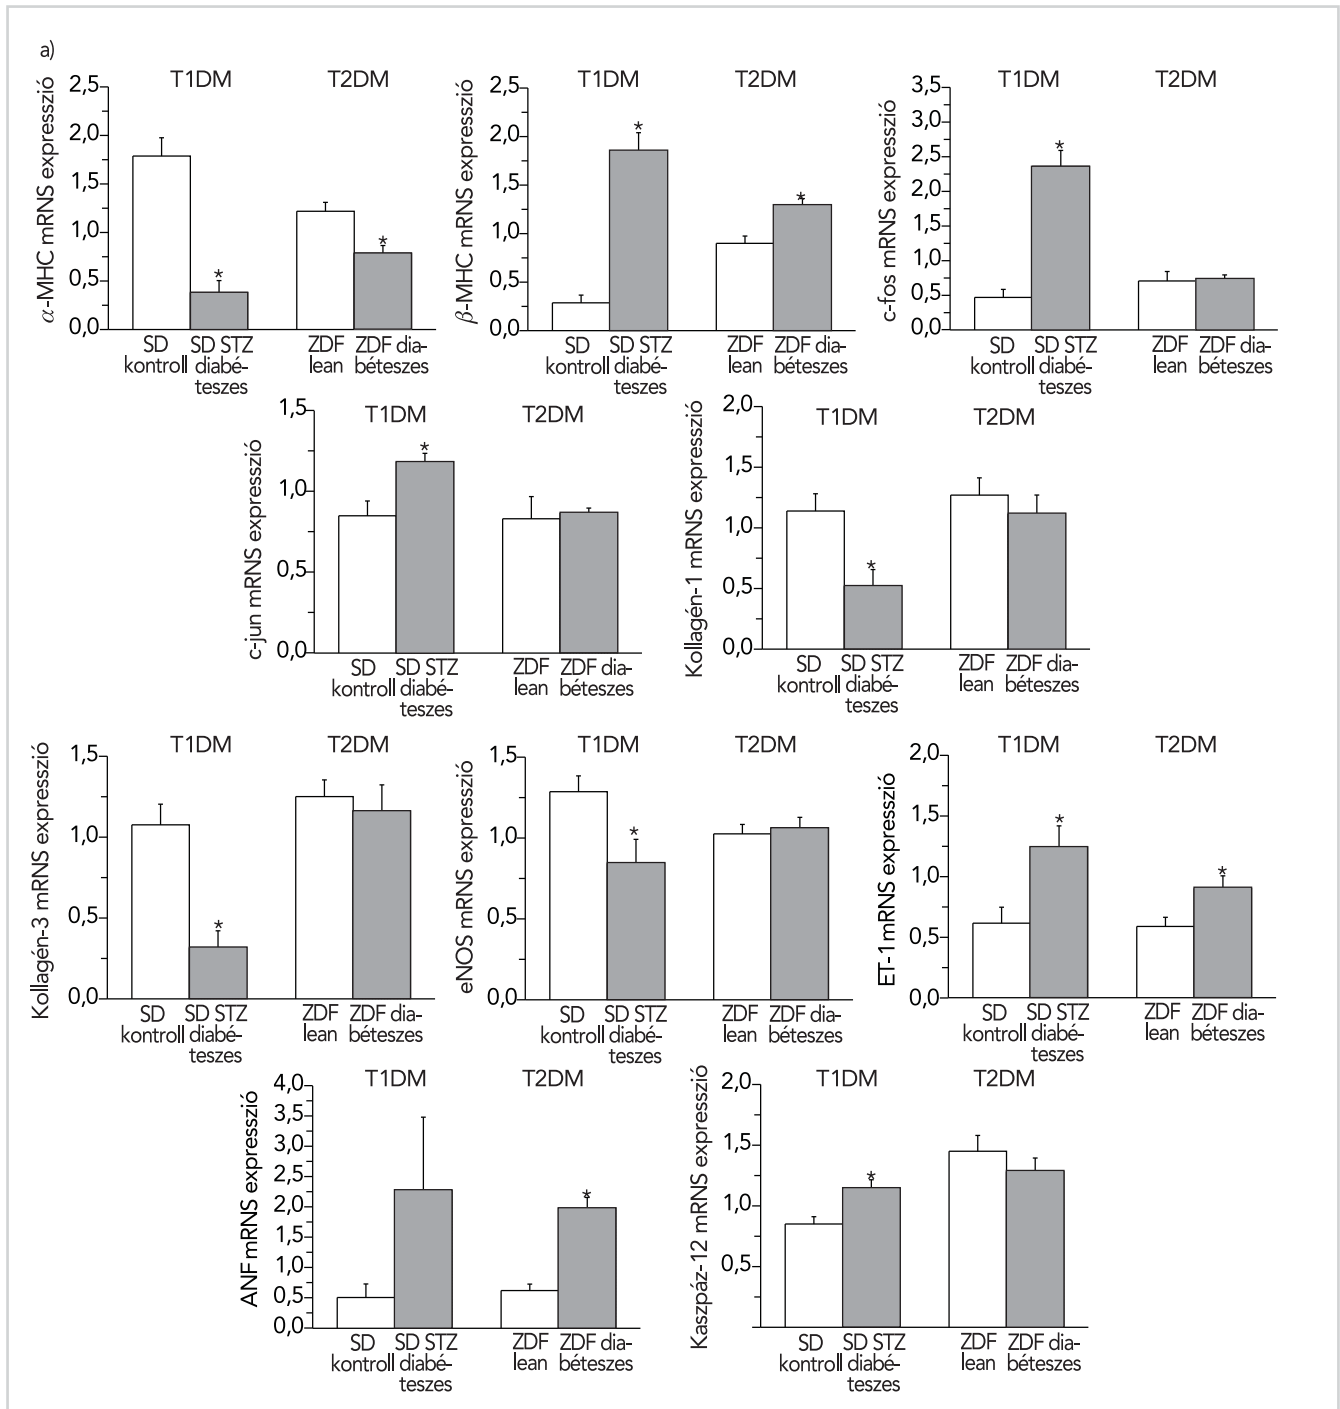 a)
T1DM
T2DM
α-MHC mRNS expresszió
2,5
2,0
1,5
1,0
0,5
0,0
*
*
SD
kontroll
SD STZ
diabé-
teszes
ZDF
lean
ZDF dia-
béteszes
T1DM
T2DM
β-MHC mRNS expresszió
2,5
2,0
1,5
1,0
0,5
0,0
*
*
SD
kontroll
SD STZ
diabé-
teszes
ZDF
lean
ZDF dia-
béteszes
T1DM
T2DM
c-fos mRNS expresszió
3,5
3,0
2,5
2,0
1,5
1,0
0,5
0,0
*
SD
kontroll
SD STZ
diabé-
teszes
ZDF
lean
ZDF dia-
béteszes
T1DM
T2DM
c-jun mRNS expresszió
1,5
1,0
0,5
0,0
*
SD
kontroll
SD STZ
diabé-
teszes
ZDF
lean
ZDF dia-
béteszes
T1DM
T2DM
Kollagén-1 mRNS expresszió
2,0
1,5
1,0
0,5
0,0
*
SD
kontroll
SD STZ
diabé-
teszes
ZDF
lean
ZDF dia-
béteszes
T1DM
T2DM
Kollagén-3 mRNS expresszió
1,5
1,0
0,5
0,0
*
SD
kontroll
SD STZ
diabé-
teszes
ZDF
lean
ZDF dia-
béteszes
T1DM
T2DM
eNOS mRNS expresszió
1,5
1,0
0,5
0,0
*
SD
kontroll
SD STZ
diabé-
teszes
ZDF
lean
ZDF dia-
béteszes
T1DM
T2DM
ET-1 mRNS expresszió
2,0
1,5
1,0
0,5
0,0
*
*
SD
kontroll
SD STZ
diabé-
teszes
ZDF
lean
ZDF dia-
béteszes
T1DM
T2DM
ANF mRNS expresszió
4,0
3,5
3,0
2,5
2,0
1,5
1,0
0,5
0,0
*
SD
kontroll
SD STZ
diabé-
teszes
ZDF
lean
ZDF dia-
béteszes
T1DM
T2DM
Kaszpáz-12 mRNS expresszió
2,0
1,5
1,0
0,5
*
SD
kontroll
SD STZ
diabé-
teszes
ZDF
lean
ZDF dia-
béteszes